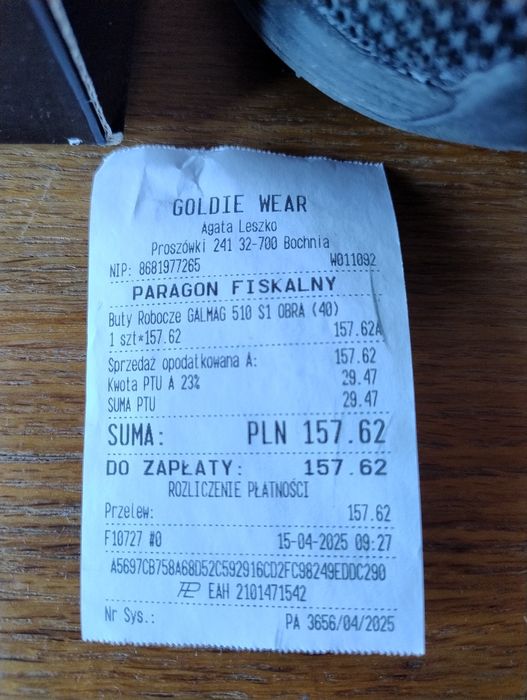 GOLDIE WEAR
Agata Leszko
Proszówki 241 32-700 Bochnia
NIP: 8681977265 W011092
PARAGON FISKALNY
Buty Robocze GALMAG 510 S1 OBRA (40)
1 szt*157.62 157.62A
Sprzedaż opodatkowana A: 157.62
Kwota PTU A 23% 29.47
SUMA PTU 29.47
SUMA: PLN 157.62
DO ZAPŁATY: 157.62
ROZLICZENIE PŁATNOŚCI
Przelew: 157.62
F10727 #0 15-04-2025 09:27
A5697CB758A68D52C592916CD2FC98249EDDC290
EAH 2101471542
Nr Sys.: PA 3656/04/2025